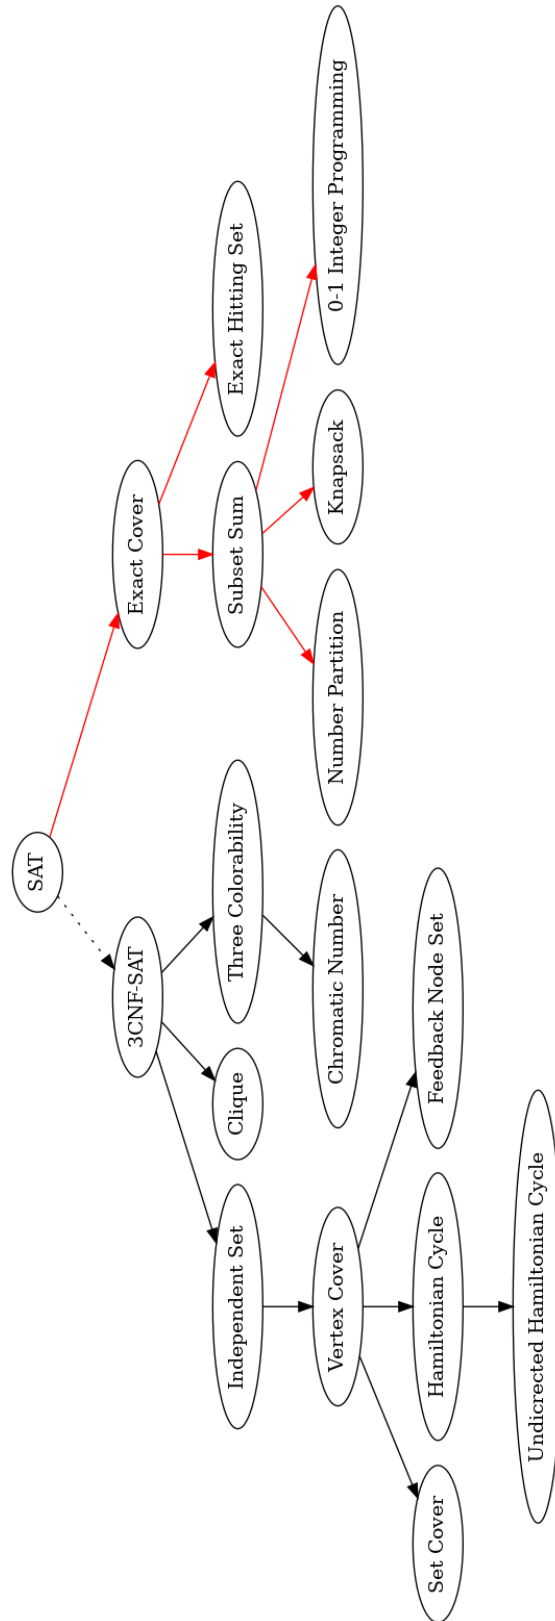 SAT
3CNF-SAT
Exact Cover
Independent Set
Clique
Three Colorability
Subset Sum
Exact Hitting Set
Vertex Cover
Chromatic Number
Number Partition
Knapsack
0-1 Integer Programming
Set Cover
Hamiltonian Cycle
Feedback Node Set
Undicrected Hamiltonian Cycle